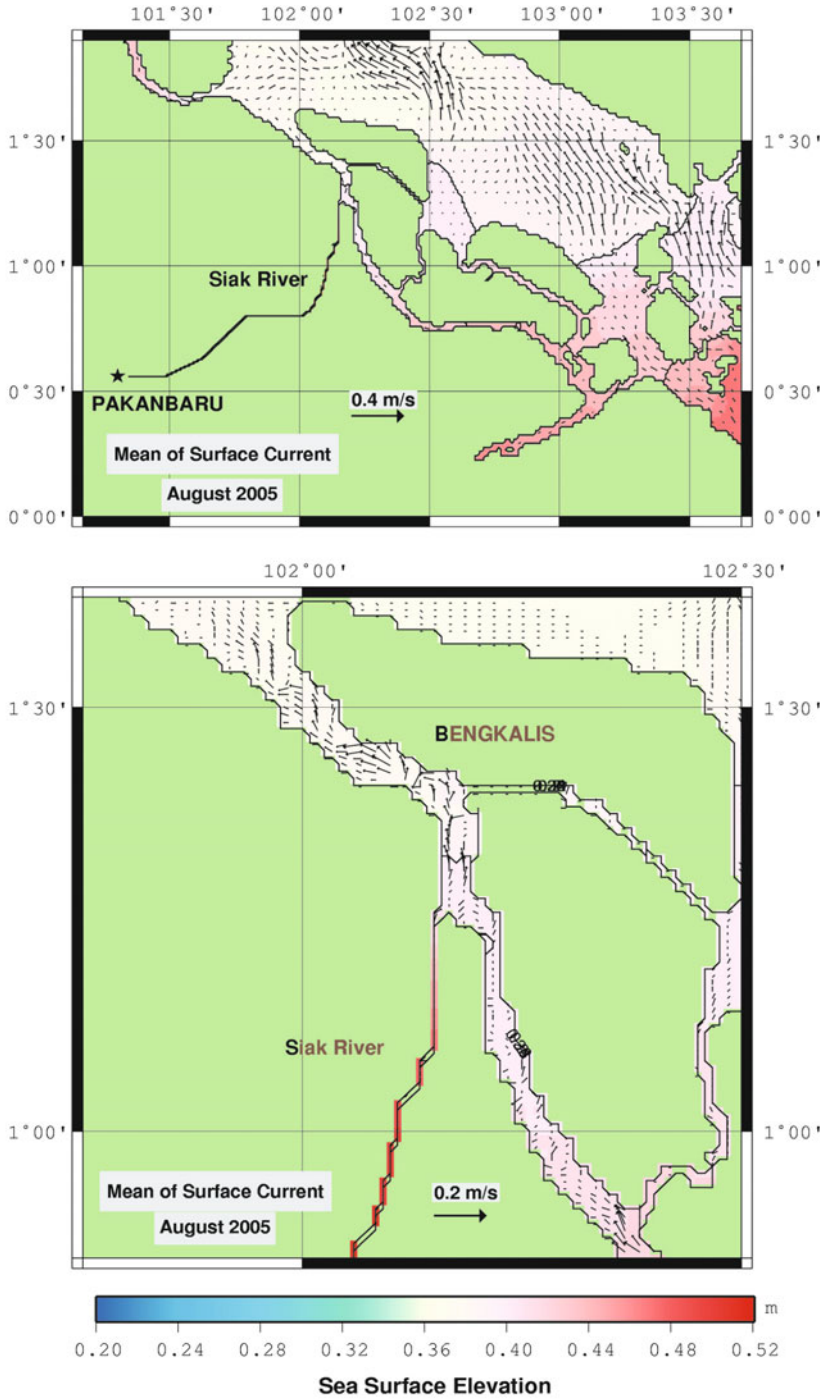 101°30' 102°00' 102°30' 103°00' 103°30'
1°30' 1°30'
1°00' 1°00'
Siak River
0°30' 0°30'
PAKANBARU
0.4 m/s
Mean of Surface Current
August 2005
0°00' 0°00'
102°00' 102°30'
1°30' 1°30'
BENGKALIS
Siak River
1°00' 1°00'
Mean of Surface Current
August 2005
0.2 m/s
m
0.20 0.24 0.28 0.32 0.36 0.40 0.44 0.48 0.52
Sea Surface Elevation